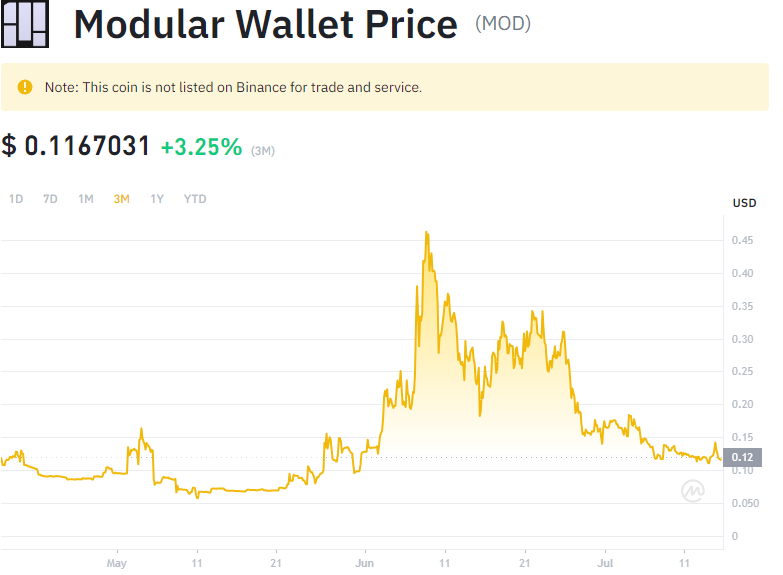 Modular Wallet Price (MOD)
Note: This coin is not listed on Binance for trade and service.
$ 0.1167031 +3.25% (3M)
1D 7D 1M 3M 1Y YTD
USD
0.45
0.40
0.35
0.30
0.25
0.20
0.15
0.12
0.10
0.050
0
May 11 21 Jun 11 21 Jul 11